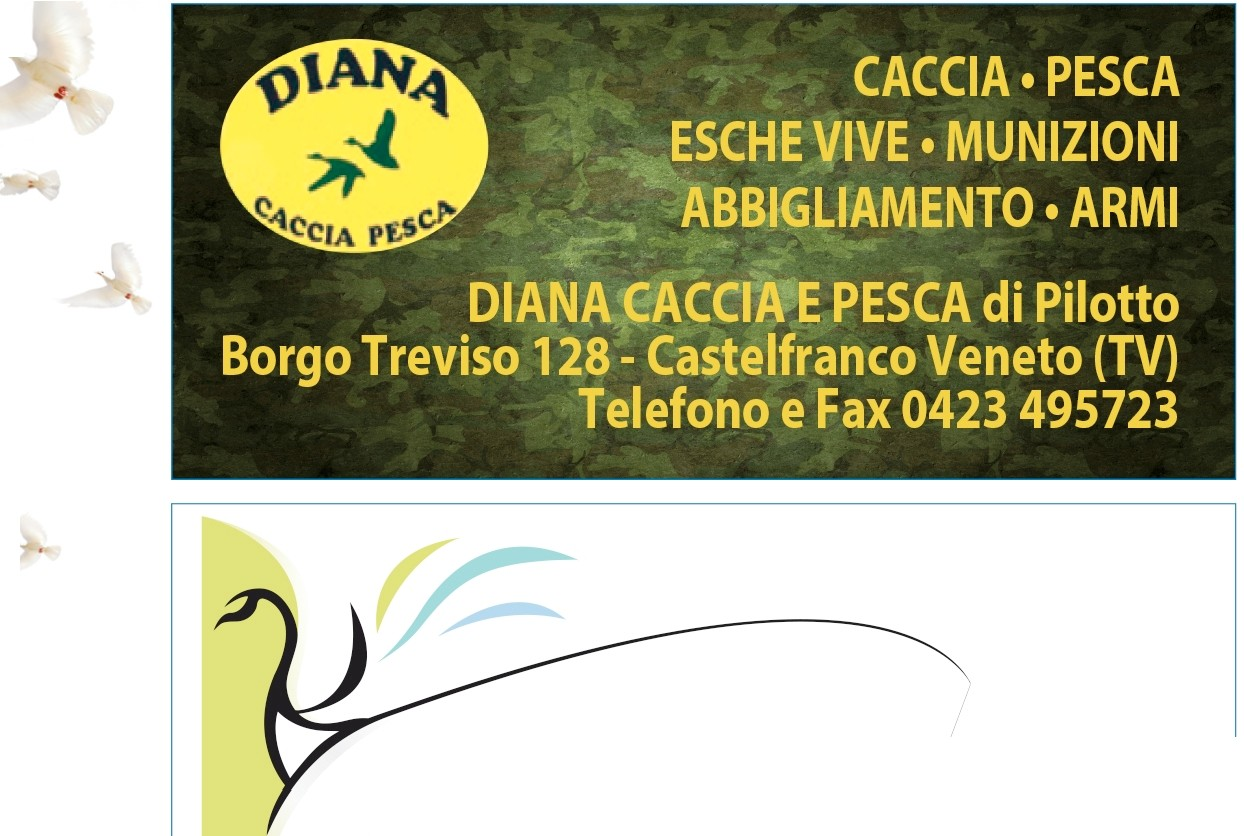 DIANA
CACCIA PESCA
CACCIA • PESCA
ESCHE VIVE • MUNIZIONI
ABBIGLIAMENTO • ARMI
DIANA CACCIA E PESCA di Pilotto
Borgo Treviso 128 - Castelfranco Veneto (TV)
Telefono e Fax 0423 495723